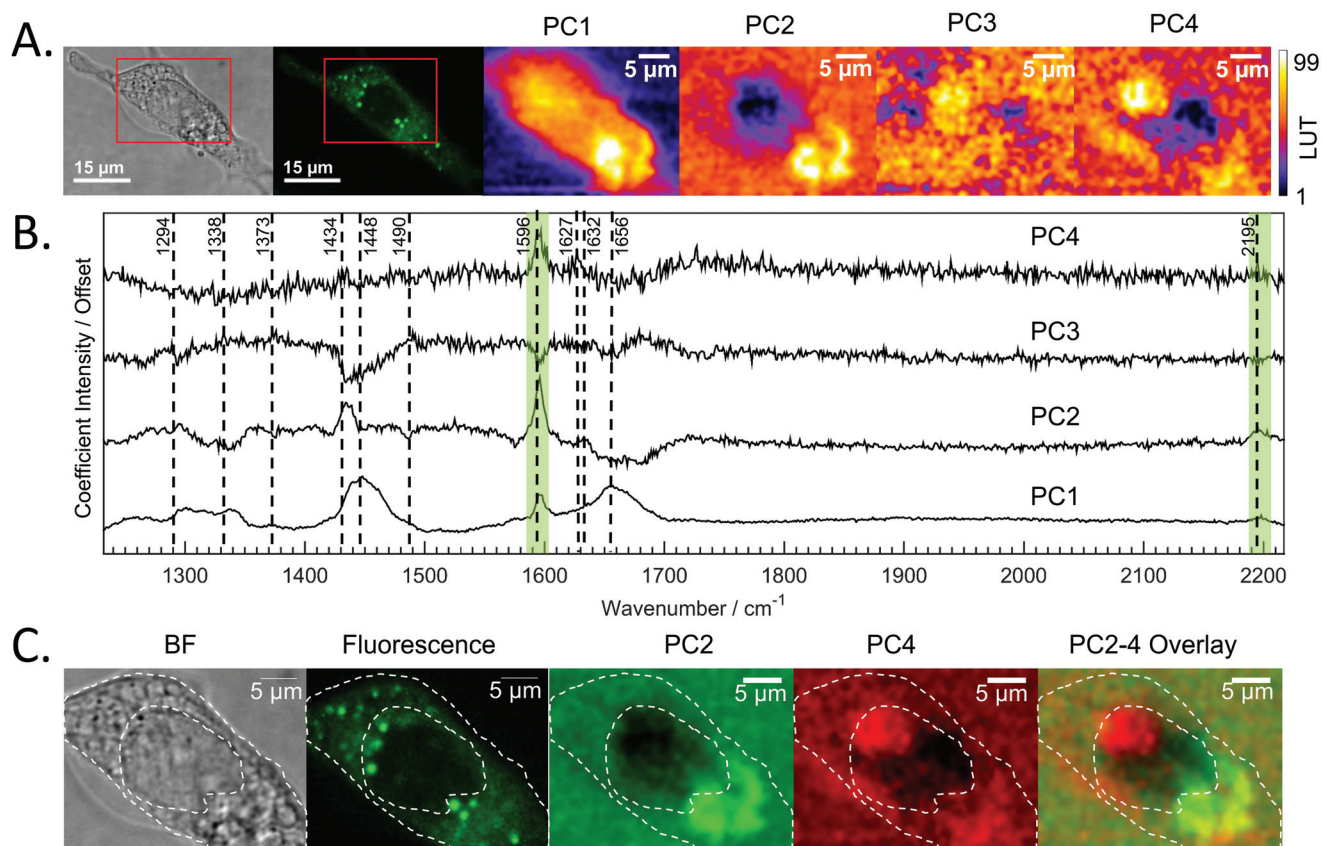 A.
PC1 PC2 PC3 PC4
5 µm 5 µm 5 µm 5 µm
99
LUT
1
15 µm 15 µm
B.
1294 1338 1373 1434 1448 1490 1596 1627 1632 1656 2195
PC4
PC3
PC2
PC1
Coefficient Intensity / Offset
1300 1400 1500 1600 1700 1800 1900 2000 2100 2200
Wavenumber / cm⁻¹
C.
BF Fluorescence PC2 PC4 PC2-4 Overlay
5 µm 5 µm 5 µm 5 µm 5 µm